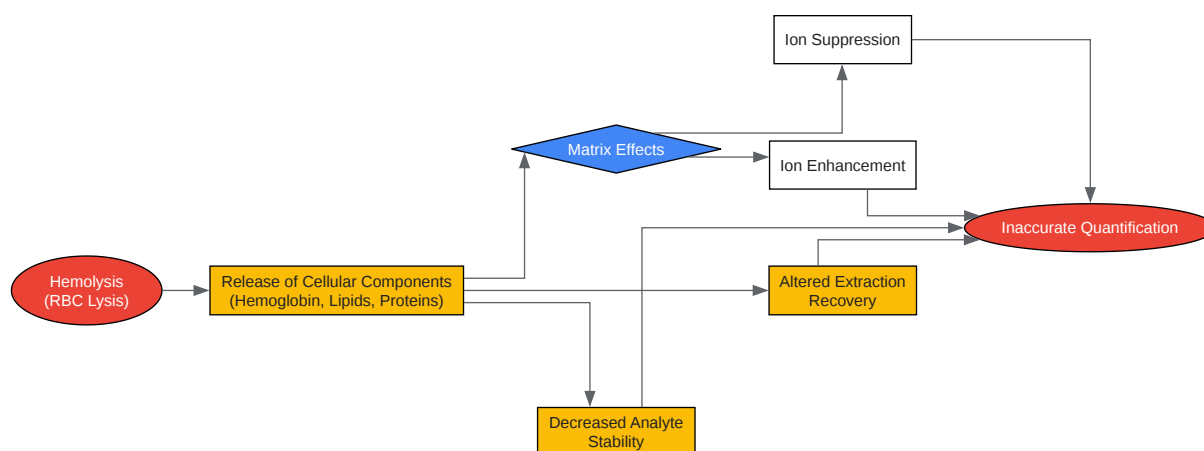 Ion Suppression
Matrix Effects
Ion Enhancement
Inaccurate Quantification
Hemolysis
(RBC Lysis)
Release of Cellular Components
(Hemoglobin, Lipids, Proteins)
Altered Extraction
Recovery
Decreased Analyte
Stability